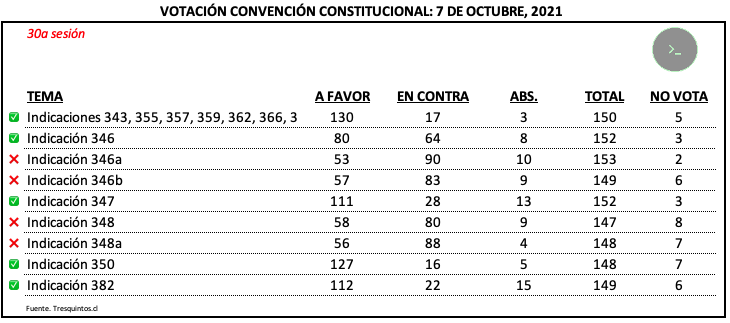 VOTACIÓN CONVENCIÓN CONSTITUCIONAL: 7 DE OCTUBRE, 2021
30a sesión
>_
TEMA A FAVOR EN CONTRA ABS. TOTAL NO VOTA
Indicaciones 343, 355, 357, 359, 362, 366, 3 130 17 3 150 5
Indicación 346 80 64 8 152 3
Indicación 346a 53 90 10 153 2
Indicación 346b 57 83 9 149 6
Indicación 347 111 28 13 152 3
Indicación 348 58 80 9 147 8
Indicación 348a 56 88 4 148 7
Indicación 350 127 16 5 148 7
Indicación 382 112 22 15 149 6
Fuente. Tresquintos.cl